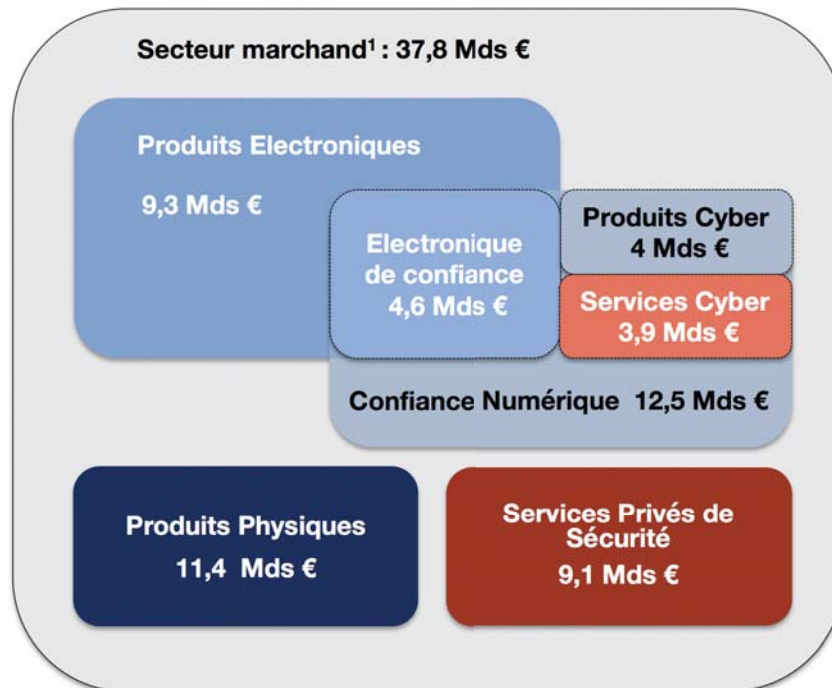 Secteur marchand¹ : 37,8 Mds €
Produits Electroniques
9,3 Mds €
Electronique
de confiance
4,6 Mds €
Produits Cyber
4 Mds €
Services Cyber
3,9 Mds €
Confiance Numérique 12,5 Mds €
Produits Physiques
11,4 Mds €
Services Privés de
Sécurité
9,1 Mds €